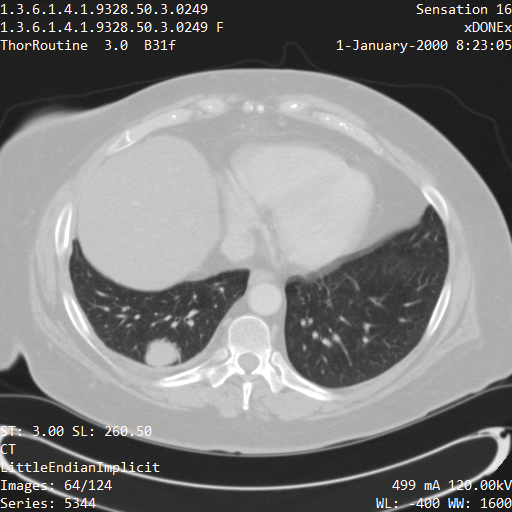 1.3.6.1.4.1.9328.50.3.0249
Sensation 16
1.3.6.1.4.1.9328.50.3.0249 F
xDONEx
ThorRoutine 3.0 B31f
1-January-2000 8:23:05
ST: 3.00 SL: 260.50
CT
LittleEndianImplicit
Images: 64/124
499 mA 120.00kV
Series: 5344
WL: -400 WW: 1600